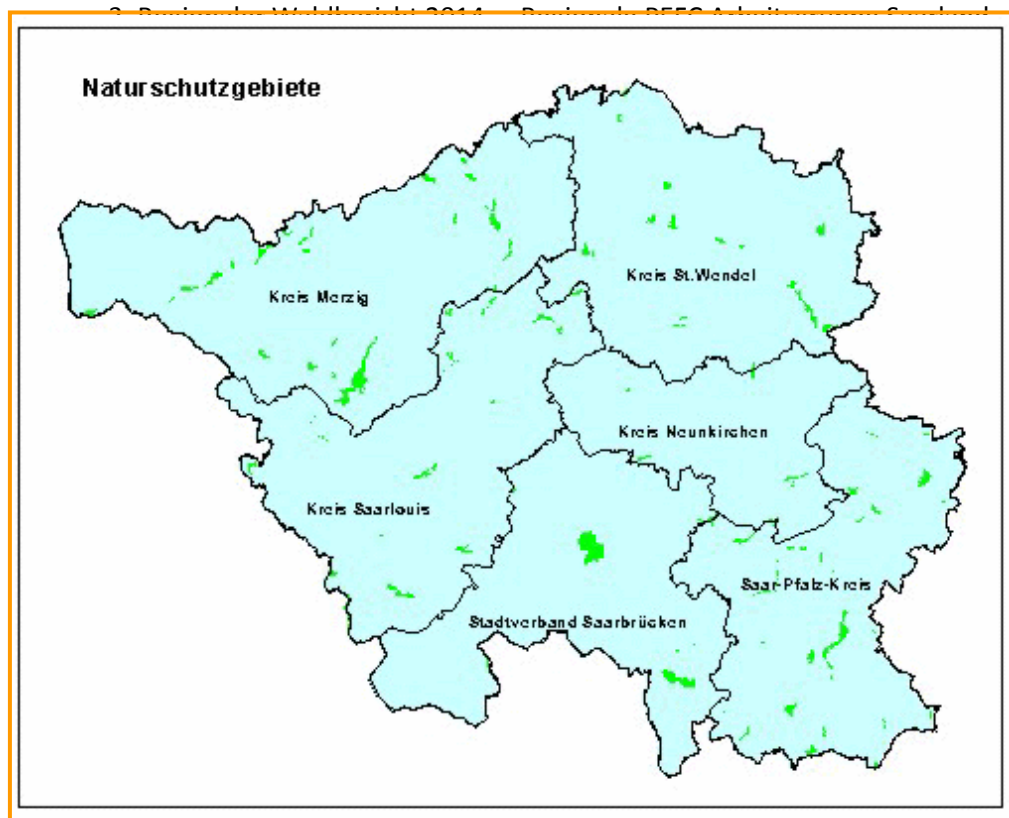 Naturschutzgebiete
Kreis St.Wendel
Kreis Merzig
Kreis Neunkirchen
Kreis Saarlouis
Saar-Pfalz-Kreis
Stadtverband Saarbrücken